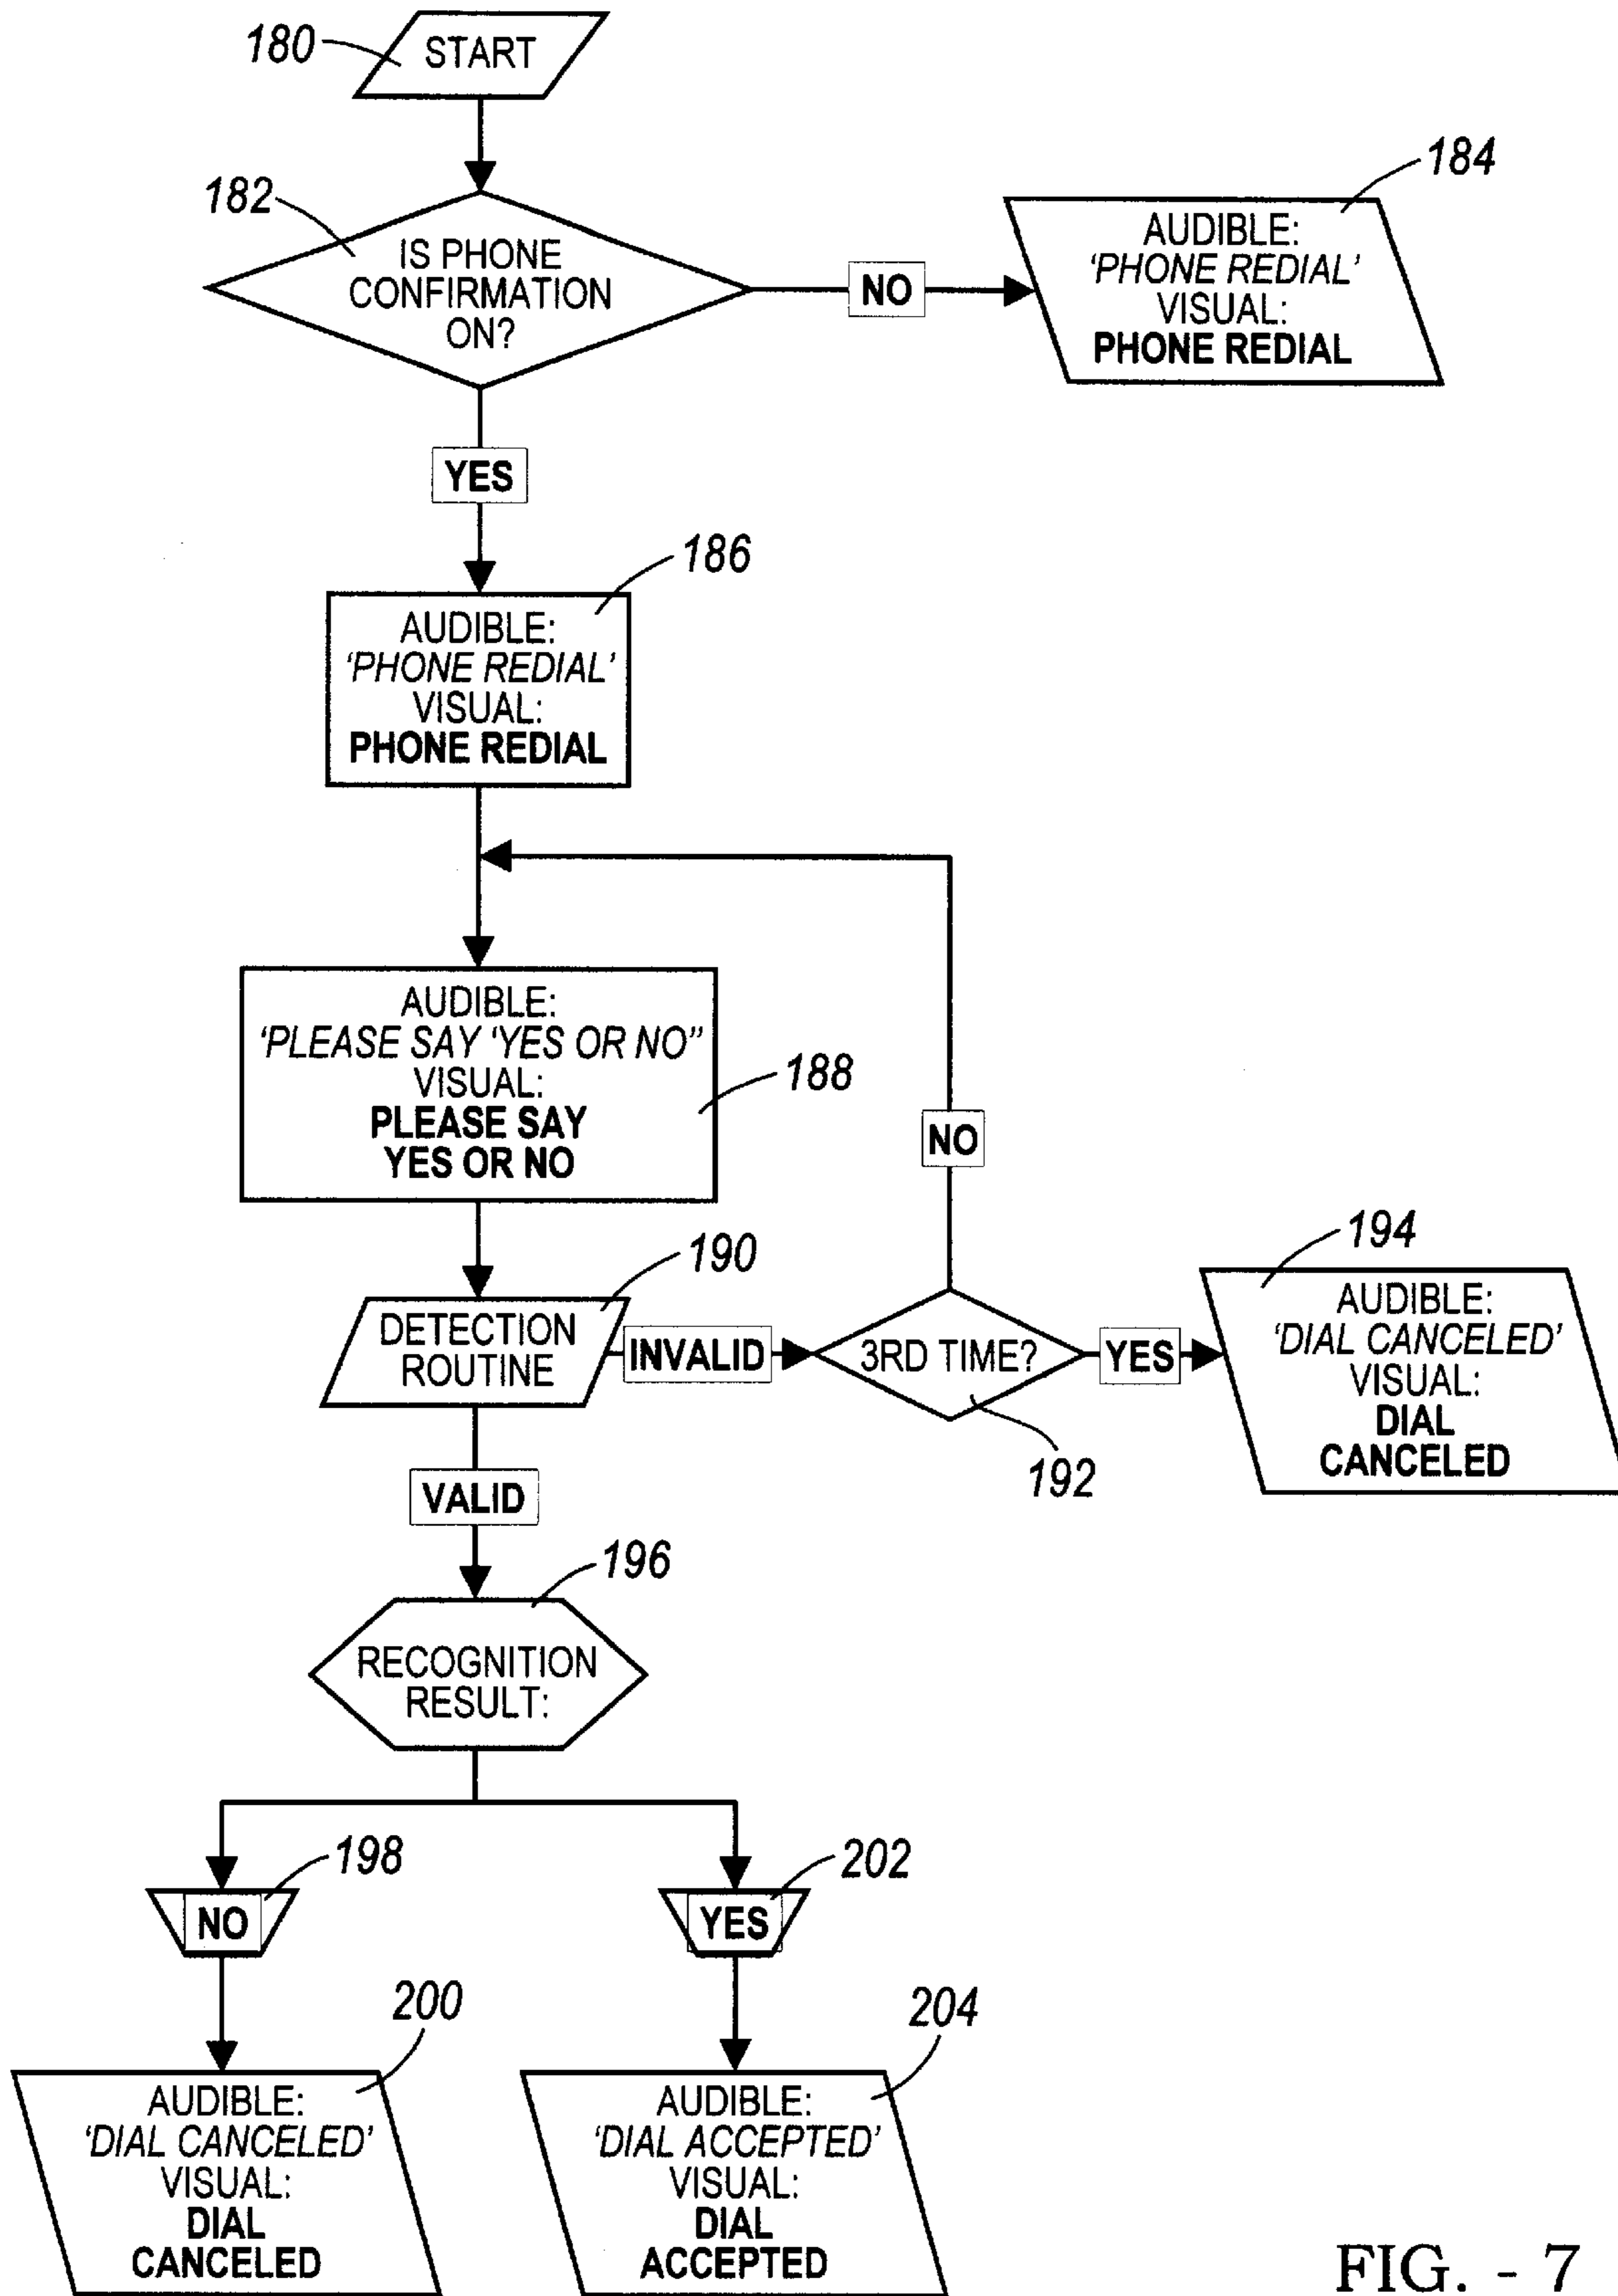 180
START
182
IS PHONE
CONFIRMATION
ON?
NO
184
AUDIBLE:
'PHONE REDIAL'
VISUAL:
PHONE REDIAL
YES
186
AUDIBLE:
'PHONE REDIAL'
VISUAL:
PHONE REDIAL
188
AUDIBLE:
'PLEASE SAY 'YES OR NO''
VISUAL:
PLEASE SAY
YES OR NO
NO
190
DETECTION
ROUTINE
INVALID
3RD TIME?
192
YES
194
AUDIBLE:
'DIAL CANCELED'
VISUAL:
DIAL
CANCELED
VALID
196
RECOGNITION
RESULT:
198
NO
202
YES
200
AUDIBLE:
'DIAL CANCELED'
VISUAL:
DIAL
CANCELED
204
AUDIBLE:
'DIAL ACCEPTED'
VISUAL:
DIAL
ACCEPTED
FIG. - 7